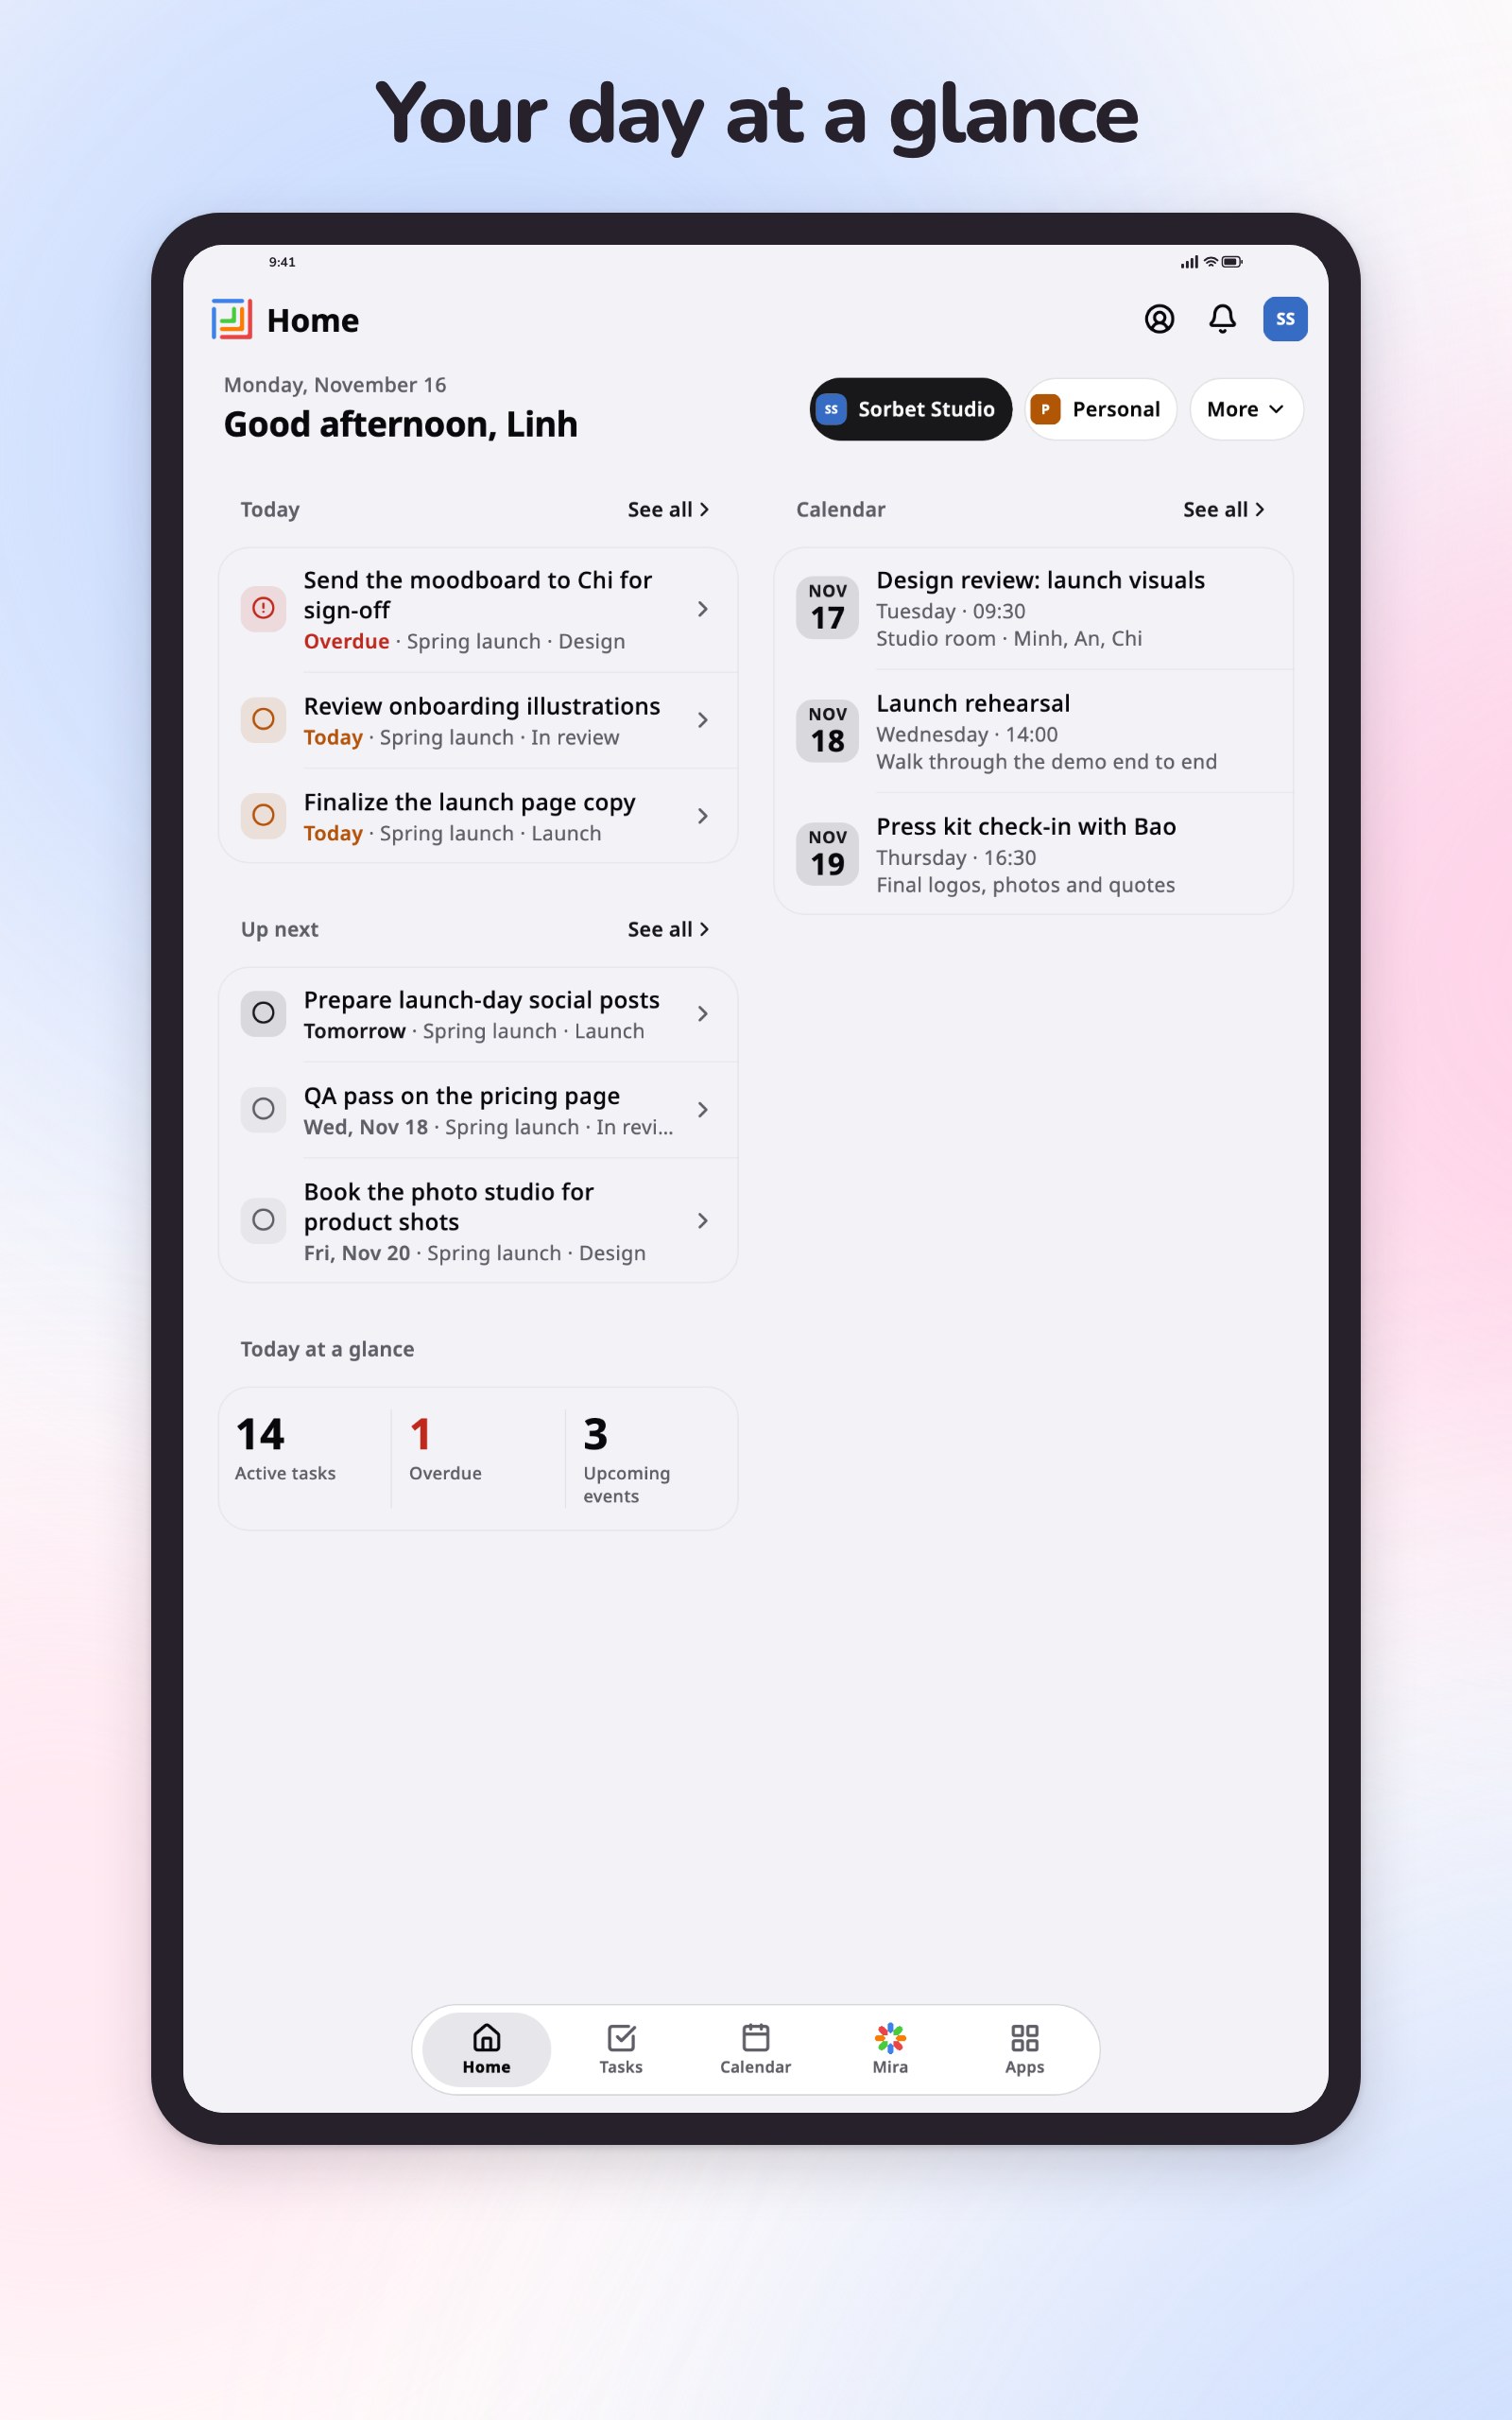 Your day at a glance
9:41
Home
SS
Monday, November 16
Good afternoon, Linh
SS Sorbet Studio
P Personal
More
Today
See all
Send the moodboard to Chi for
sign-off
Overdue · Spring launch · Design
Review onboarding illustrations
Today · Spring launch · In review
Finalize the launch page copy
Today · Spring launch · Launch
Up next
See all
Prepare launch-day social posts
Tomorrow · Spring launch · Launch
QA pass on the pricing page
Wed, Nov 18 · Spring launch · In revi...
Book the photo studio for
product shots
Fri, Nov 20 · Spring launch · Design
Today at a glance
14
Active tasks
1
Overdue
3
Upcoming
events
Calendar
See all
NOV
17
Design review: launch visuals
Tuesday · 09:30
Studio room · Minh, An, Chi
NOV
18
Launch rehearsal
Wednesday · 14:00
Walk through the demo end to end
NOV
19
Press kit check-in with Bao
Thursday · 16:30
Final logos, photos and quotes
Home
Tasks
Calendar
Mira
Apps